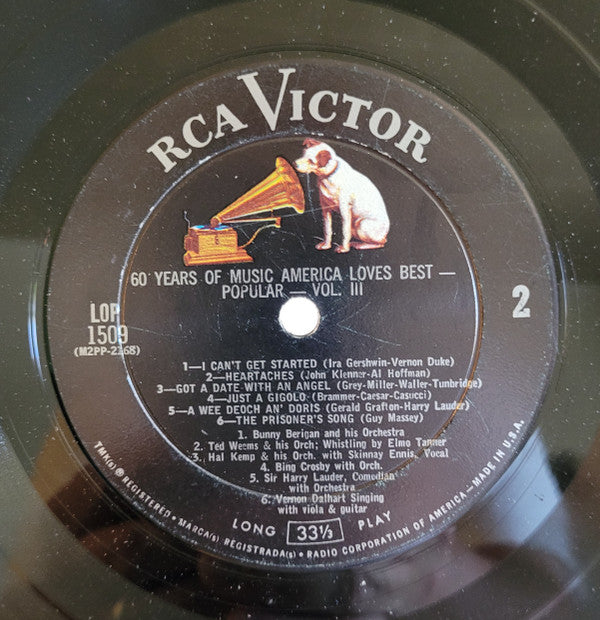 RCA VICTOR
60 YEARS OF MUSIC AMERICA LOVES BEST —
POPULAR — VOL. III
LOP
1509
(M2PP-2268)
2
1—I CAN'T GET STARTED (Ira Gershwin-Vernon Duke)
2—HEARTACHES (John Klenner-Al Hoffman)
3—GOT A DATE WITH AN ANGEL (Grey-Miller-Waller-Tunbridge)
4—JUST A GIGOLO (Brammer-Caesar-Casucci)
5—A WEE DEOCH AN' DORIS (Gerald Grafton-Harry Lauder)
6—THE PRISONER'S SONG (Guy Massey)
1. Bunny Berigan and his Orchestra
2. Ted Weems & his Orch; Whistling by Elmo Tanner
3. Hal Kemp & his Orch. with Skinnay Ennis, Vocal
4. Bing Crosby with Orch.
5. Sir Harry Lauder, Comedian
with Orchestra
6. Vernon Dalhart Singing
with viola & guitar
LONG 33⅓ PLAY
TMK(s) ® REGISTERED • MARCA(s) REGISTRADA(s) • RADIO CORPORATION OF AMERICA—MADE IN U.S.A.